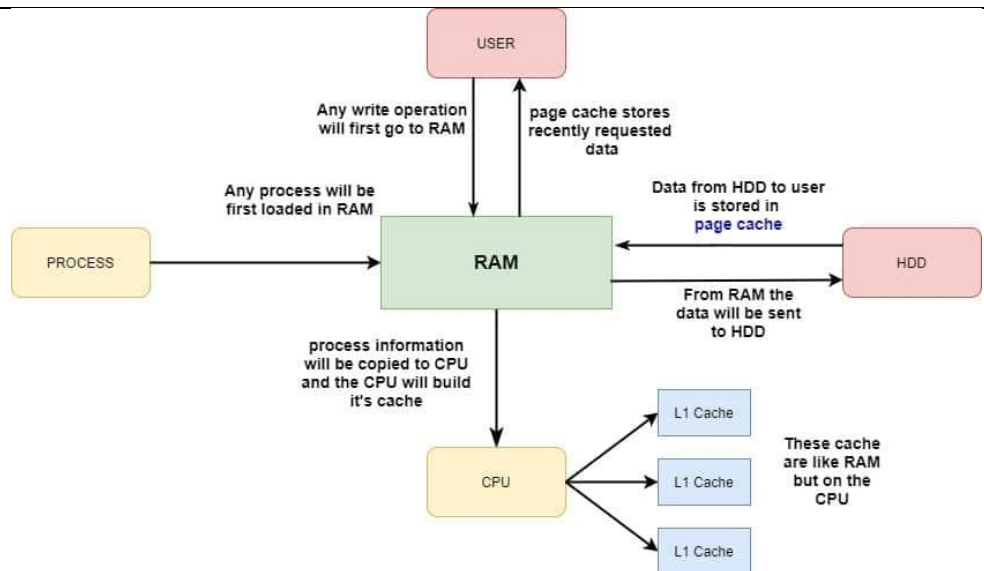 USER
Any write operation
will first go to RAM
page cache stores
recently requested
data
Any process will be
first loaded in RAM
Data from HDD to user
is stored in
page cache
PROCESS
RAM
HDD
From RAM the
data will be sent
to HDD
process information
will be copied to CPU
and the CPU will build
it's cache
CPU
L1 Cache
L1 Cache
L1 Cache
These cache
are like RAM
but on the
CPU